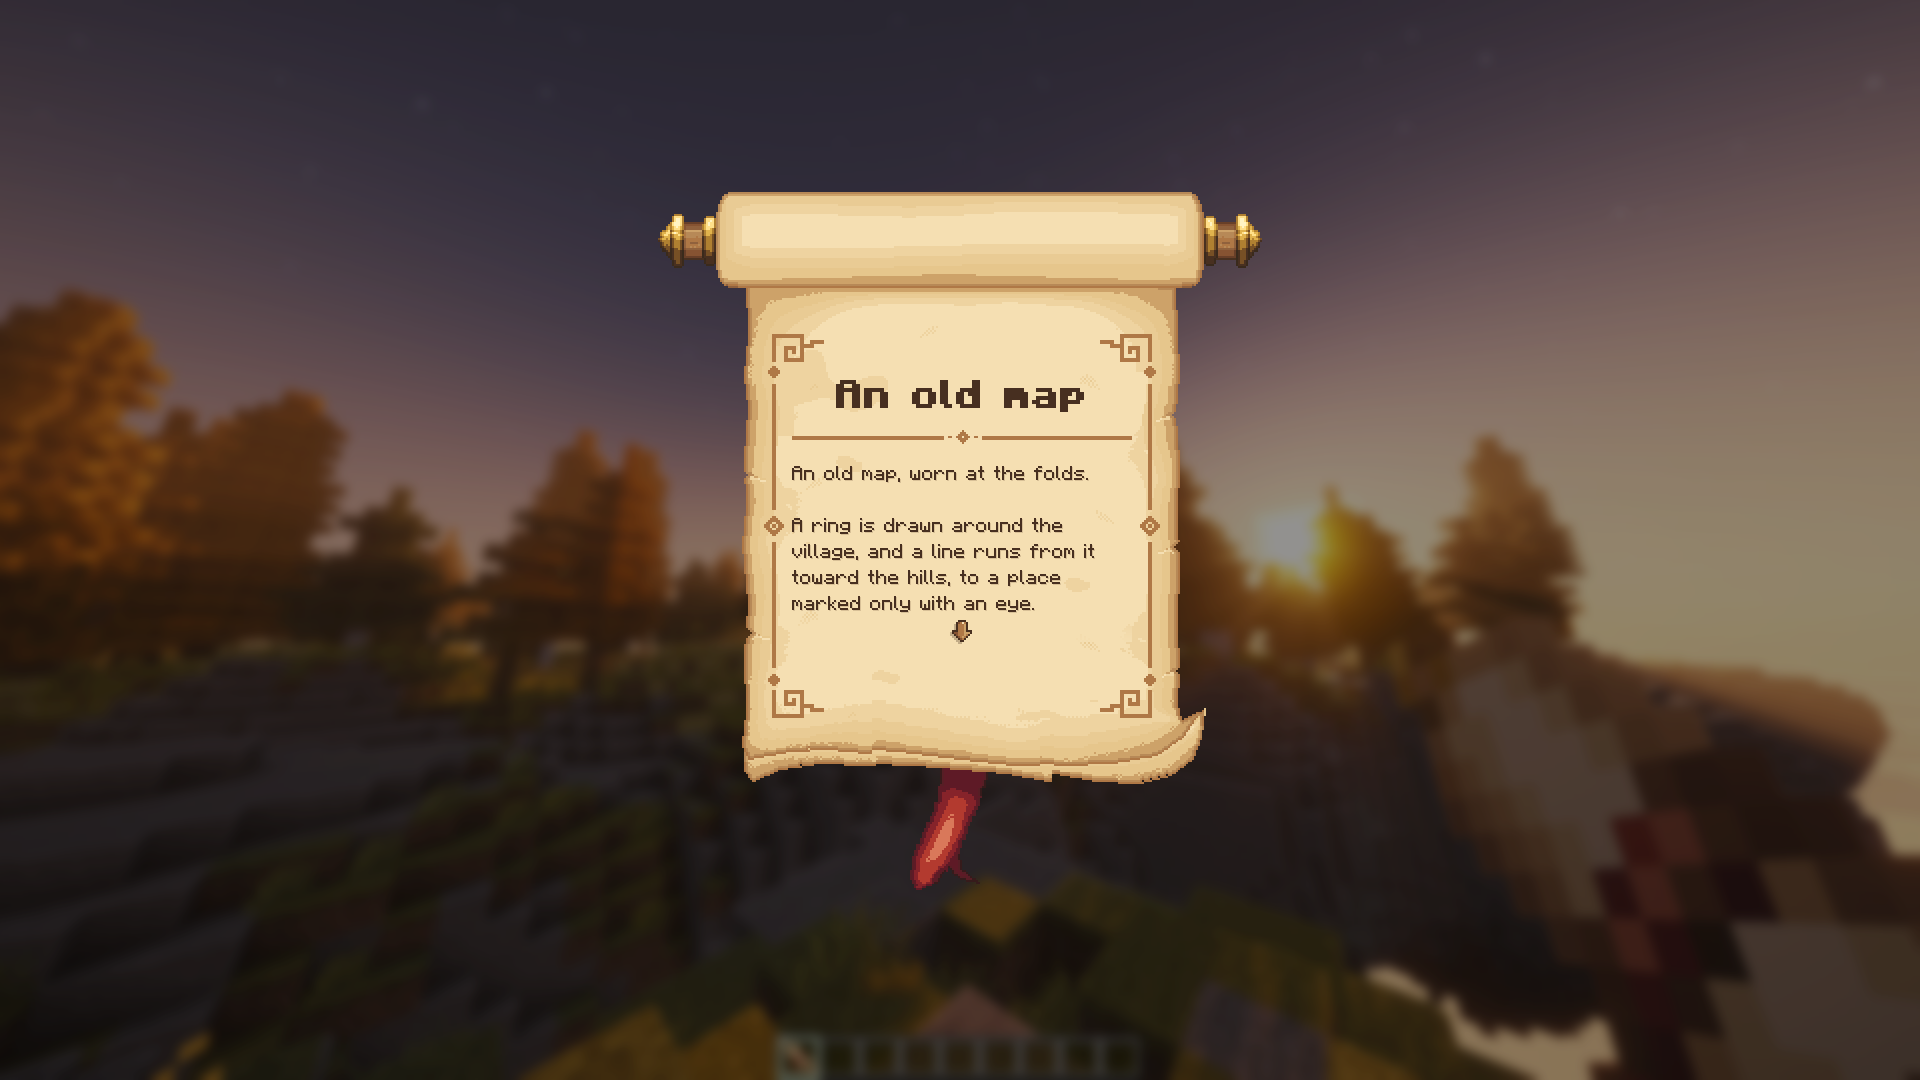 An old map
An old map, worn at the folds.
A ring is drawn around the
village, and a line runs from it
toward the hills, to a place
marked only with an eye.